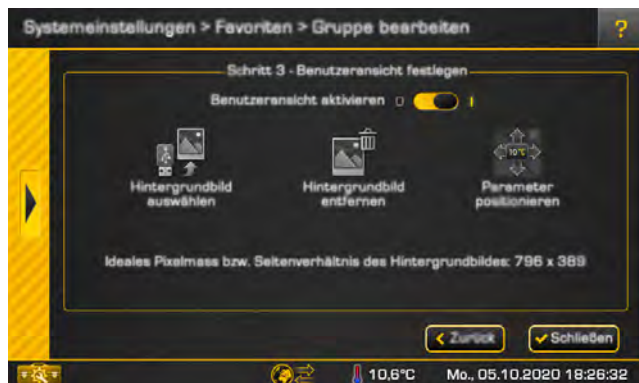 Systemeinstellungen > Favoriten > Gruppe bearbeiten
?
Schritt 3 - Benutzeransicht festlegen
Benutzeransicht aktivieren 0 I
Hintergrundbild auswählen
Hintergrundbild entfernen
10°C
Parameter positionieren
Ideales Pixelmass bzw. Seitenverhältnis des Hintergrundbildes: 796 x 389
< Zurück
Schließen
10,6°C
Mo., 05.10.2020 18:26:32